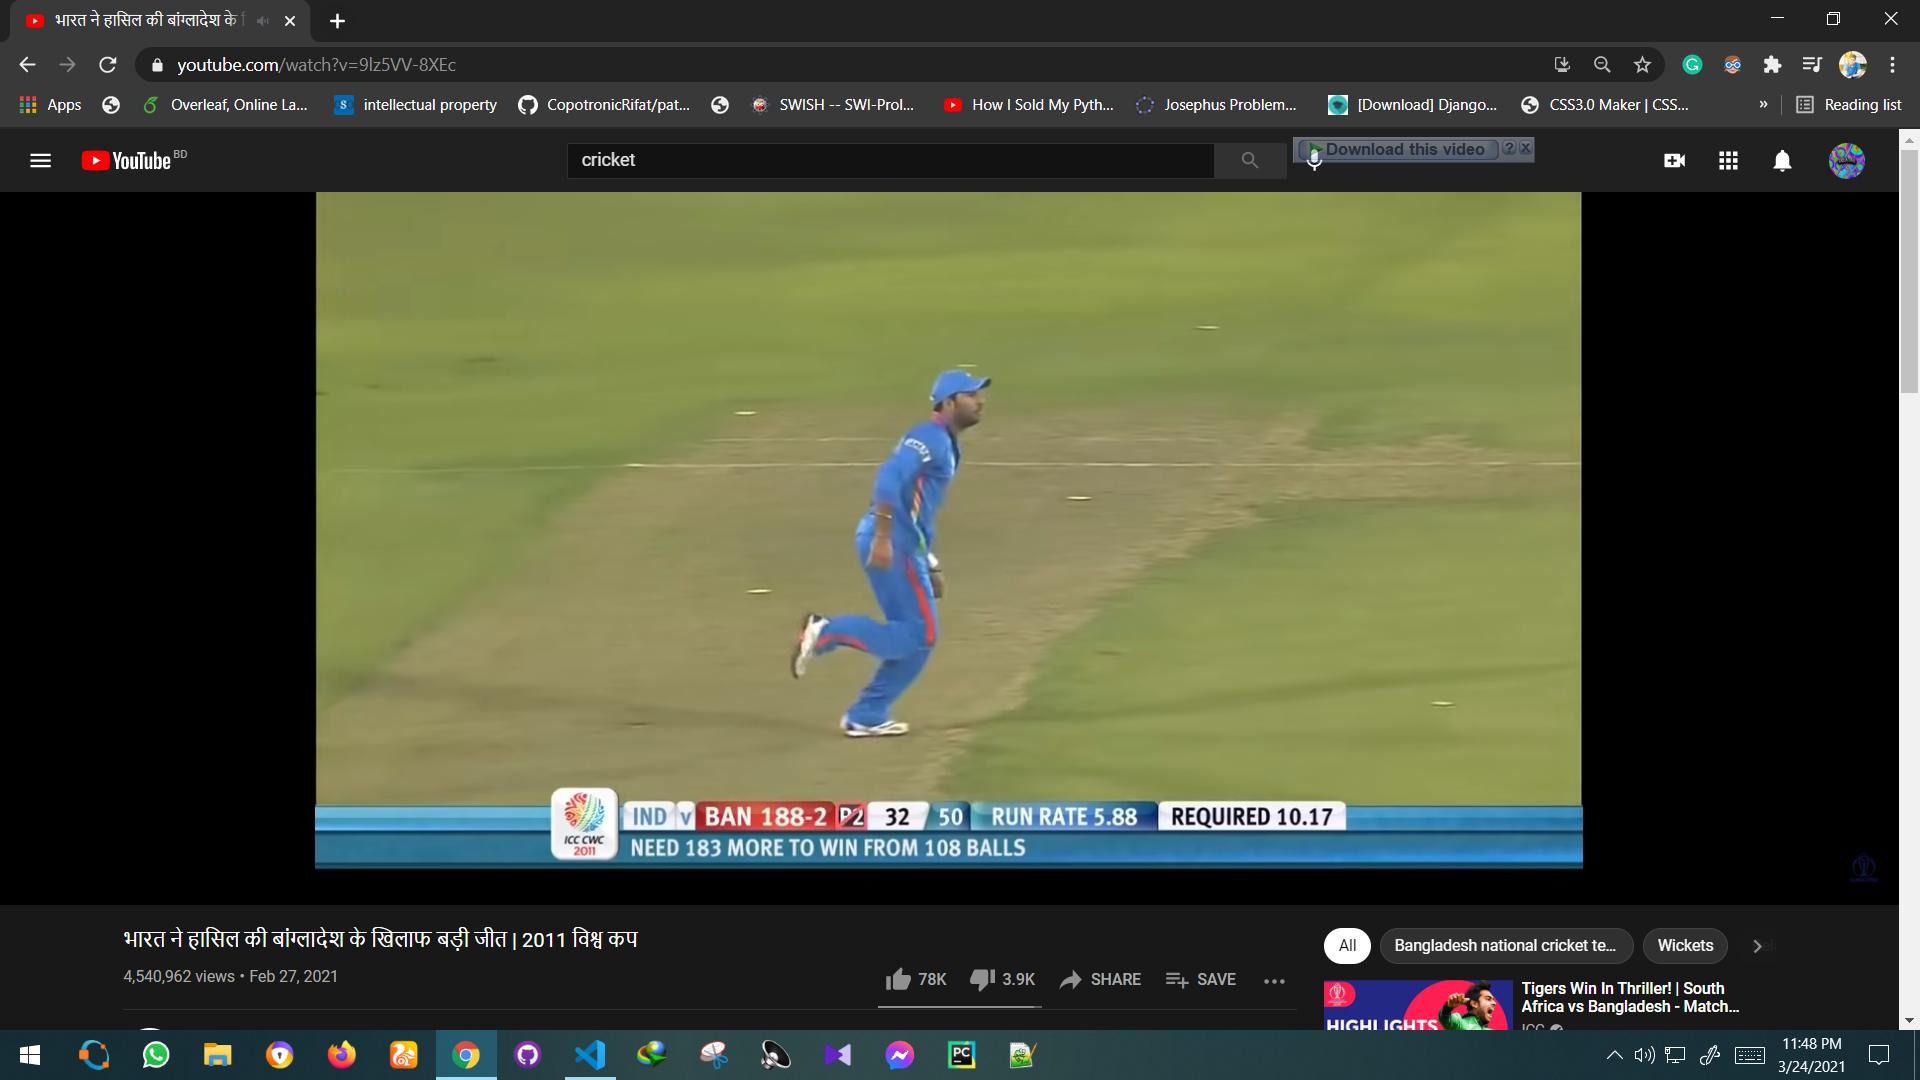 भारत ने हासिल की बांग्लादेश के
youtube.com/watch?v=9lz5VV-8XEc
Apps
Overleaf, Online La...
intellectual property
CopotronicRifat/pat...
SWISH -- SWI-Prol...
How I Sold My Pyth...
Josephus Problem...
[Download] Django...
CSS3.0 Maker | CSS...
»
Reading list
YouTube BD
cricket
Download this video
IND v BAN 188-2 P2 32 50 RUN RATE 5.88 REQUIRED 10.17
ICC CWC
2011
NEED 183 MORE TO WIN FROM 108 BALLS
भारत ने हासिल की बांग्लादेश के खिलाफ बड़ी जीत | 2011 विश्व कप
4,540,962 views • Feb 27, 2021
78K
3.9K
SHARE
SAVE
All
Bangladesh national cricket te...
Wickets
HIGHLIGHTS
Tigers Win In Thriller! | South
Africa vs Bangladesh - Match...
ICC
11:48 PM
3/24/2021